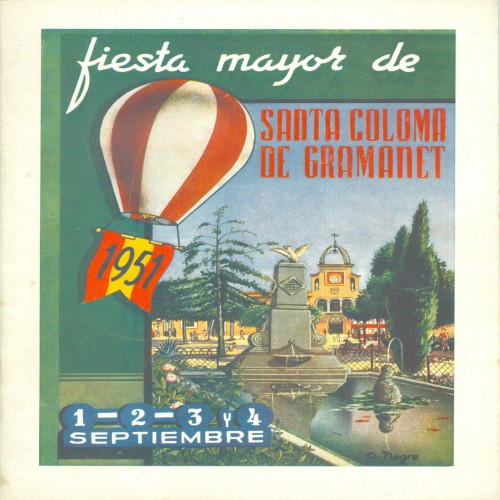 fiesta mayor de
SANTA COLOMA
DE GRAMANET
1951
1-2-3 y 4
SEPTIEMBRE
A. Negre